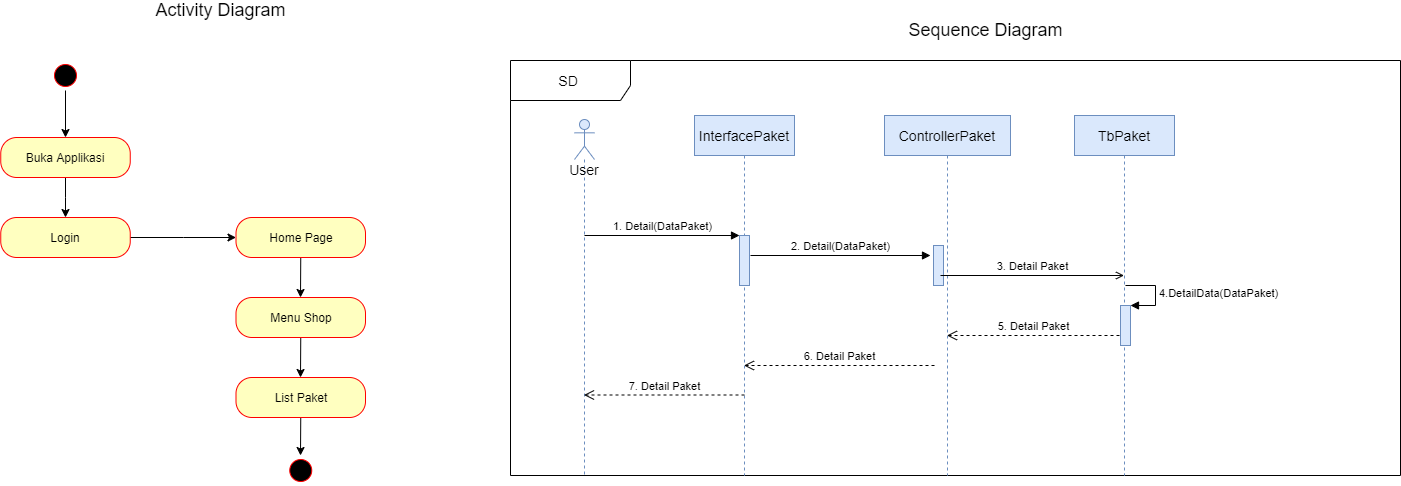 Activity Diagram
Buka Applikasi
Login
Home Page
Menu Shop
List Paket
Sequence Diagram
SD
User
InterfacePaket
ControllerPaket
TbPaket
1. Detail(DataPaket)
2. Detail(DataPaket)
3. Detail Paket
4.DetailData(DataPaket)
5. Detail Paket
6. Detail Paket
7. Detail Paket